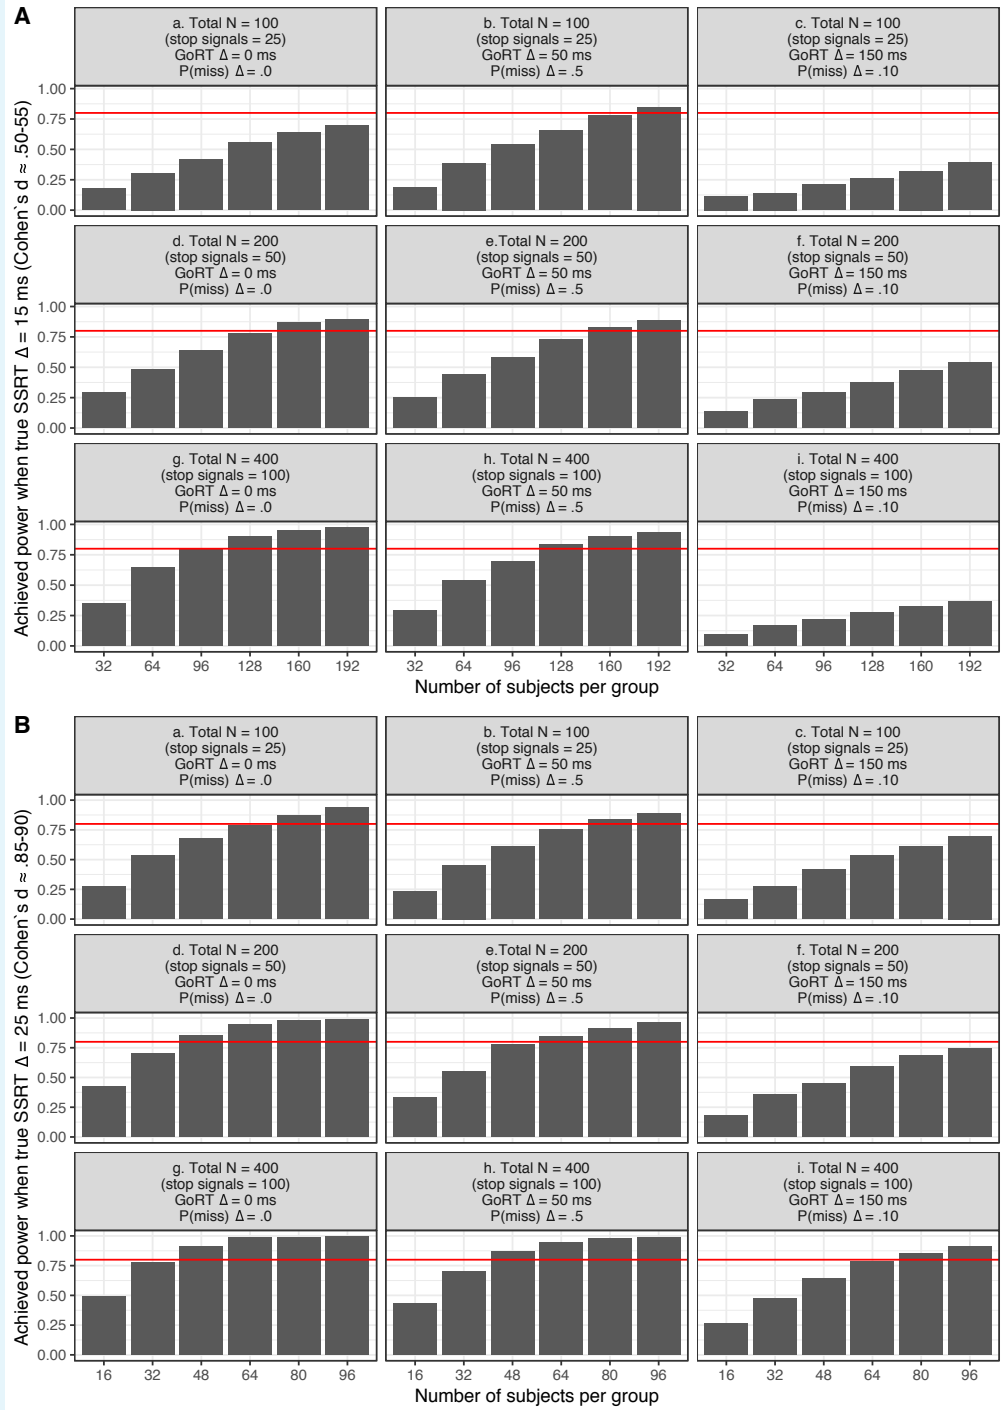 A
a. Total N = 100
(stop signals = 25)
GoRT Δ = 0 ms
P(miss) Δ = .0
b. Total N = 100
(stop signals = 25)
GoRT Δ = 50 ms
P(miss) Δ = .5
c. Total N = 100
(stop signals = 25)
GoRT Δ = 150 ms
P(miss) Δ = .10
1.00
0.75
0.50
0.25
0.00
d. Total N = 200
(stop signals = 50)
GoRT Δ = 0 ms
P(miss) Δ = .0
e.Total N = 200
(stop signals = 50)
GoRT Δ = 50 ms
P(miss) Δ = .5
f. Total N = 200
(stop signals = 50)
GoRT Δ = 150 ms
P(miss) Δ = .10
1.00
0.75
0.50
0.25
0.00
g. Total N = 400
(stop signals = 100)
GoRT Δ = 0 ms
P(miss) Δ = .0
h. Total N = 400
(stop signals = 100)
GoRT Δ = 50 ms
P(miss) Δ = .5
i. Total N = 400
(stop signals = 100)
GoRT Δ = 150 ms
P(miss) Δ = .10
1.00
0.75
0.50
0.25
0.00
32 64 96 128 160 192
32 64 96 128 160 192
32 64 96 128 160 192
Number of subjects per group
Achieved power when true SSRT Δ = 15 ms (Cohen`s d ≈ .50-55)
B
a. Total N = 100
(stop signals = 25)
GoRT Δ = 0 ms
P(miss) Δ = .0
b. Total N = 100
(stop signals = 25)
GoRT Δ = 50 ms
P(miss) Δ = .5
c. Total N = 100
(stop signals = 25)
GoRT Δ = 150 ms
P(miss) Δ = .10
1.00
0.75
0.50
0.25
0.00
d. Total N = 200
(stop signals = 50)
GoRT Δ = 0 ms
P(miss) Δ = .0
e.Total N = 200
(stop signals = 50)
GoRT Δ = 50 ms
P(miss) Δ = .5
f. Total N = 200
(stop signals = 50)
GoRT Δ = 150 ms
P(miss) Δ = .10
1.00
0.75
0.50
0.25
0.00
g. Total N = 400
(stop signals = 100)
GoRT Δ = 0 ms
P(miss) Δ = .0
h. Total N = 400
(stop signals = 100)
GoRT Δ = 50 ms
P(miss) Δ = .5
i. Total N = 400
(stop signals = 100)
GoRT Δ = 150 ms
P(miss) Δ = .10
1.00
0.75
0.50
0.25
0.00
16 32 48 64 80 96
16 32 48 64 80 96
16 32 48 64 80 96
Number of subjects per group
Achieved power when true SSRT Δ = 25 ms (Cohen`s d ≈ .85-90)